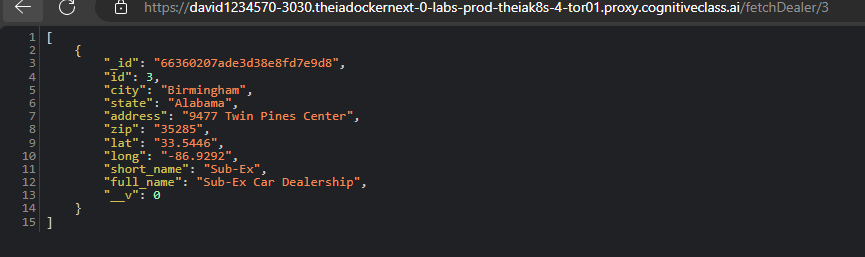 https://david1234570-3030.theiadockernext-0-labs-prod-theiak8s-4-tor01.proxy.cognitiveclass.ai/fetchDealer/3
1 [
2 {
3 "_id": "66360207ade3d38e8fd7e9d8",
4 "id": 3,
5 "city": "Birmingham",
6 "state": "Alabama",
7 "address": "9477 Twin Pines Center",
8 "zip": "35285",
9 "lat": "33.5446",
10 "long": "-86.9292",
11 "short_name": "Sub-Ex",
12 "full_name": "Sub-Ex Car Dealership",
13 "__v": 0
14 }
15 ]